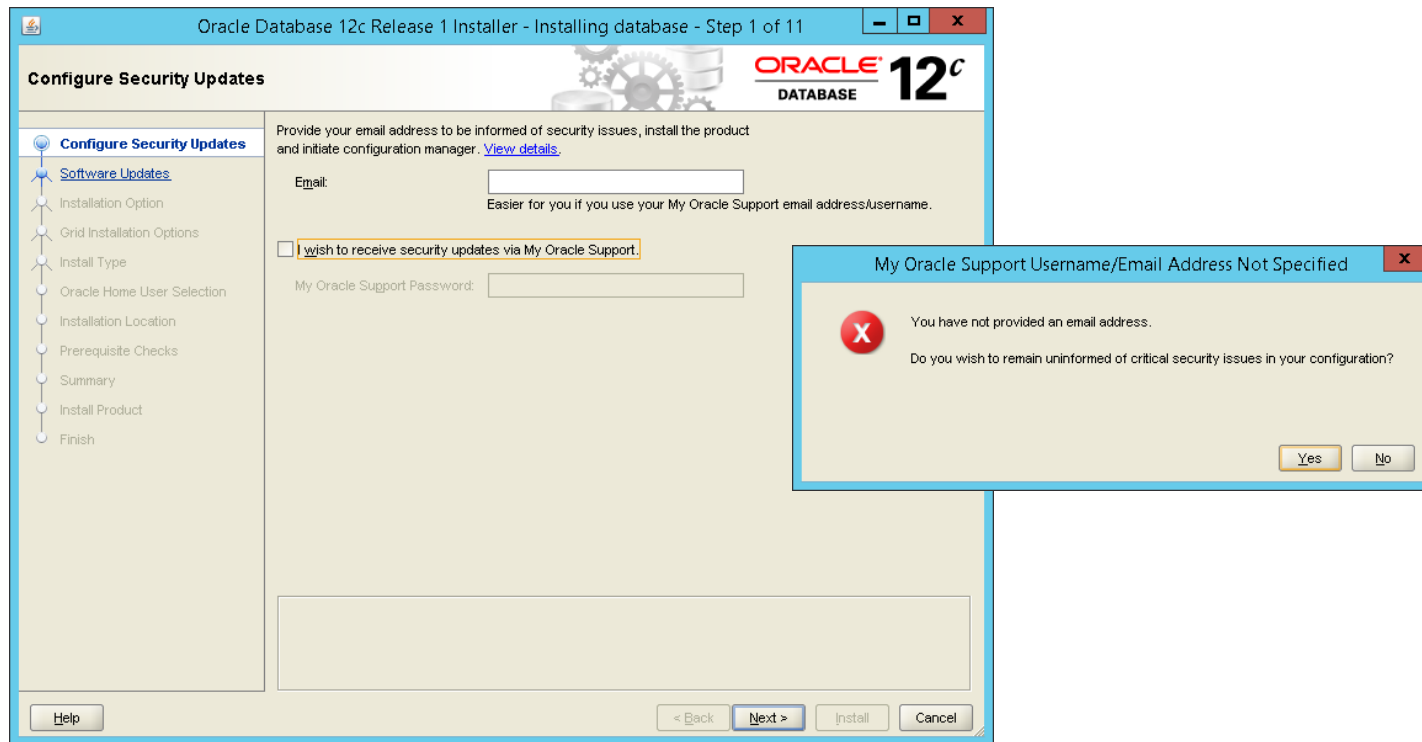 Oracle Database 12c Release 1 Installer - Installing database - Step 1 of 11
Configure Security Updates
ORACLE
DATABASE
12c
Configure Security Updates
Software Updates
Installation Option
Grid Installation Options
Install Type
Oracle Home User Selection
Installation Location
Prerequisite Checks
Summary
Install Product
Finish
Provide your email address to be informed of security issues, install the product
and initiate configuration manager. View details.
Email:
Easier for you if you use your My Oracle Support email address/username.
I wish to receive security updates via My Oracle Support.
My Oracle Support Password:
Help
< Back
Next >
Install
Cancel
My Oracle Support Username/Email Address Not Specified
You have not provided an email address.
Do you wish to remain uninformed of critical security issues in your configuration?
Yes
No